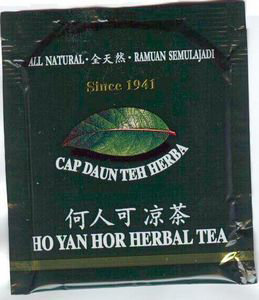 ALL NATURAL · 全天然 · RAMUAN SEMULAJADI
Since 1941
CAP DAUN TEH HERBA
何人可 凉茶
HO YAN HOR HERBAL TEA